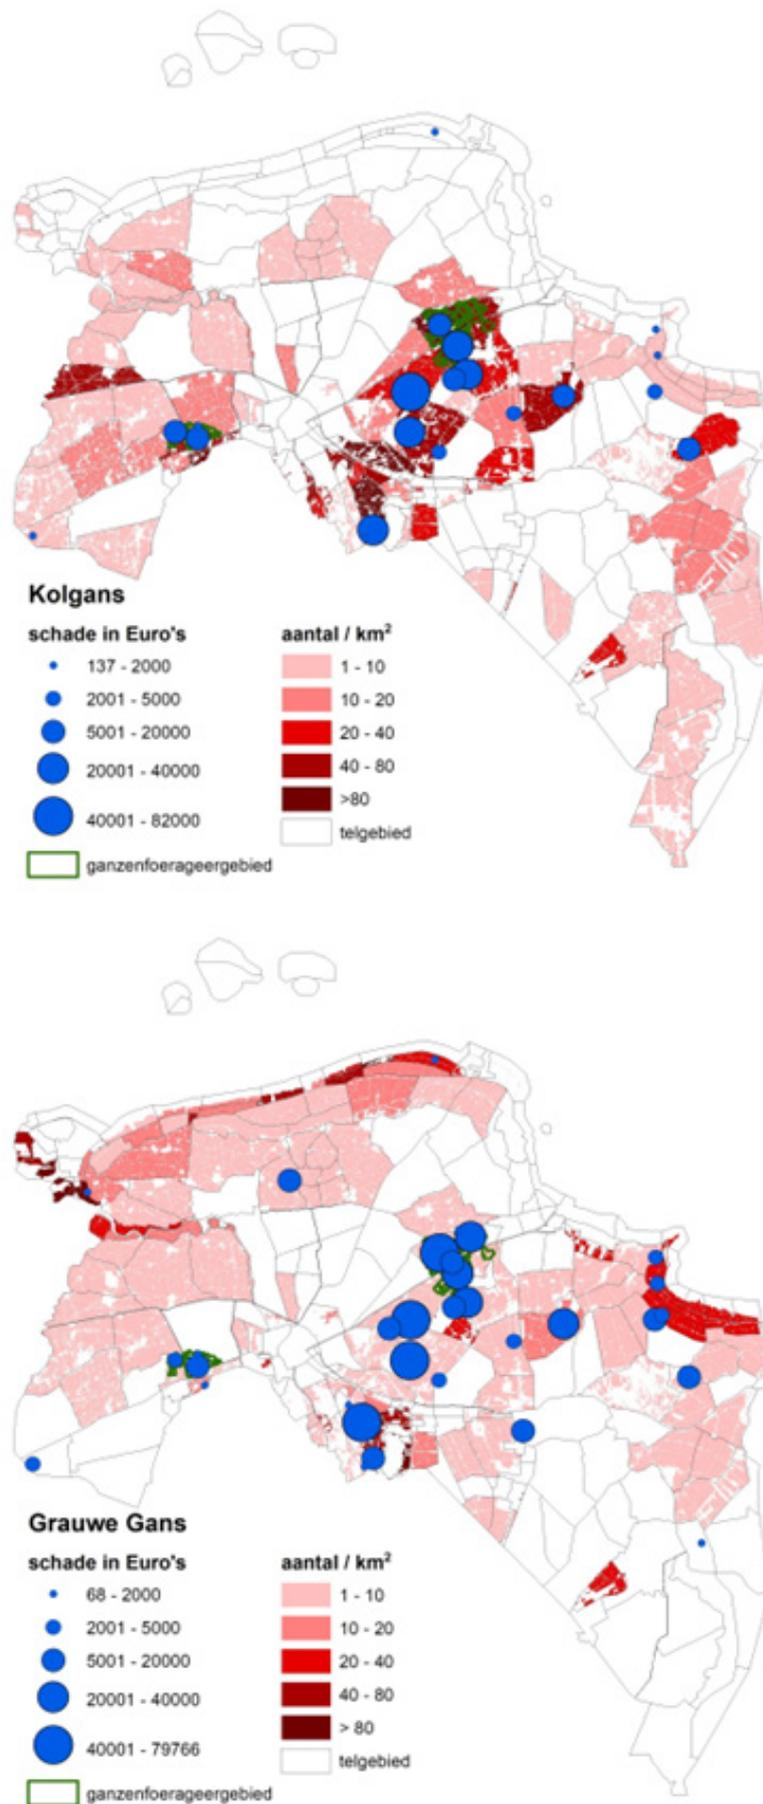 Kolgans
schade in Euro's
137 - 2000
2001 - 5000
5001 - 20000
20001 - 40000
40001 - 82000
ganzenfoerageergebied
aantal / km²
1 - 10
10 - 20
20 - 40
40 - 80
>80
telgebied
Grauwe Gans
schade in Euro's
68 - 2000
2001 - 5000
5001 - 20000
20001 - 40000
40001 - 79766
ganzenfoerageergebied
aantal / km²
1 - 10
10 - 20
20 - 40
40 - 80
> 80
telgebied